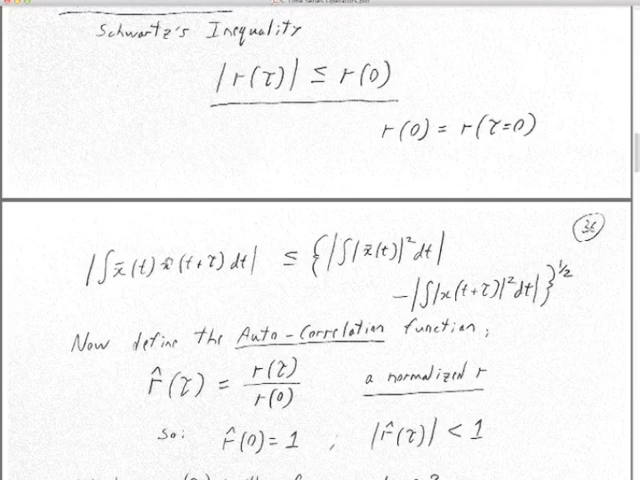 Schwartz's Inequality
|r(τ)| ≤ r(0)
r(0) = r(τ=0)
36
|∫x̄(t) x̂(t+τ) dt| ≤ {|∫|x̄(t)|² dt|
-|∫|x(t+τ)|² dt|}^½
Now define the Auto-Correlation function;
r̂(τ) = r(τ)/r(0) a normalized r
so: r̂(0)=1 ; |r̂(τ)| < 1